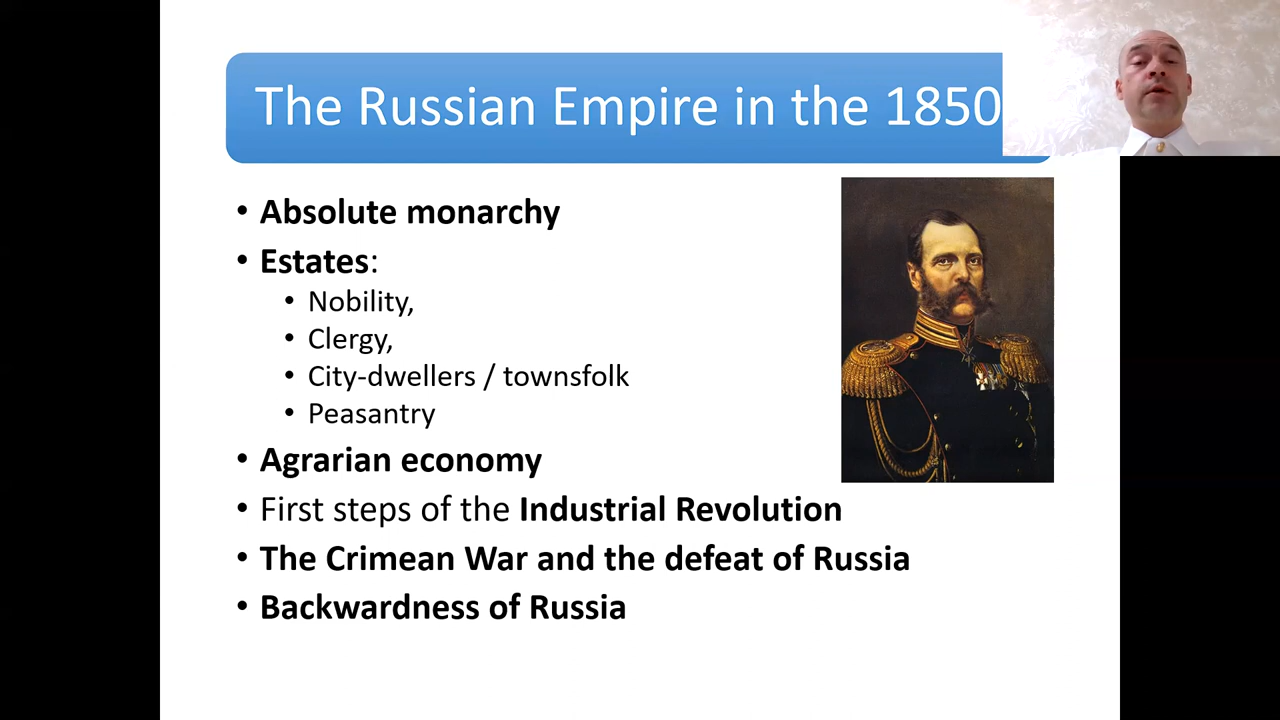 The Russian Empire in the 1850
• Absolute monarchy
• Estates:
• Nobility,
• Clergy,
• City-dwellers / townsfolk
• Peasantry
• Agrarian economy
• First steps of the Industrial Revolution
• The Crimean War and the defeat of Russia
• Backwardness of Russia